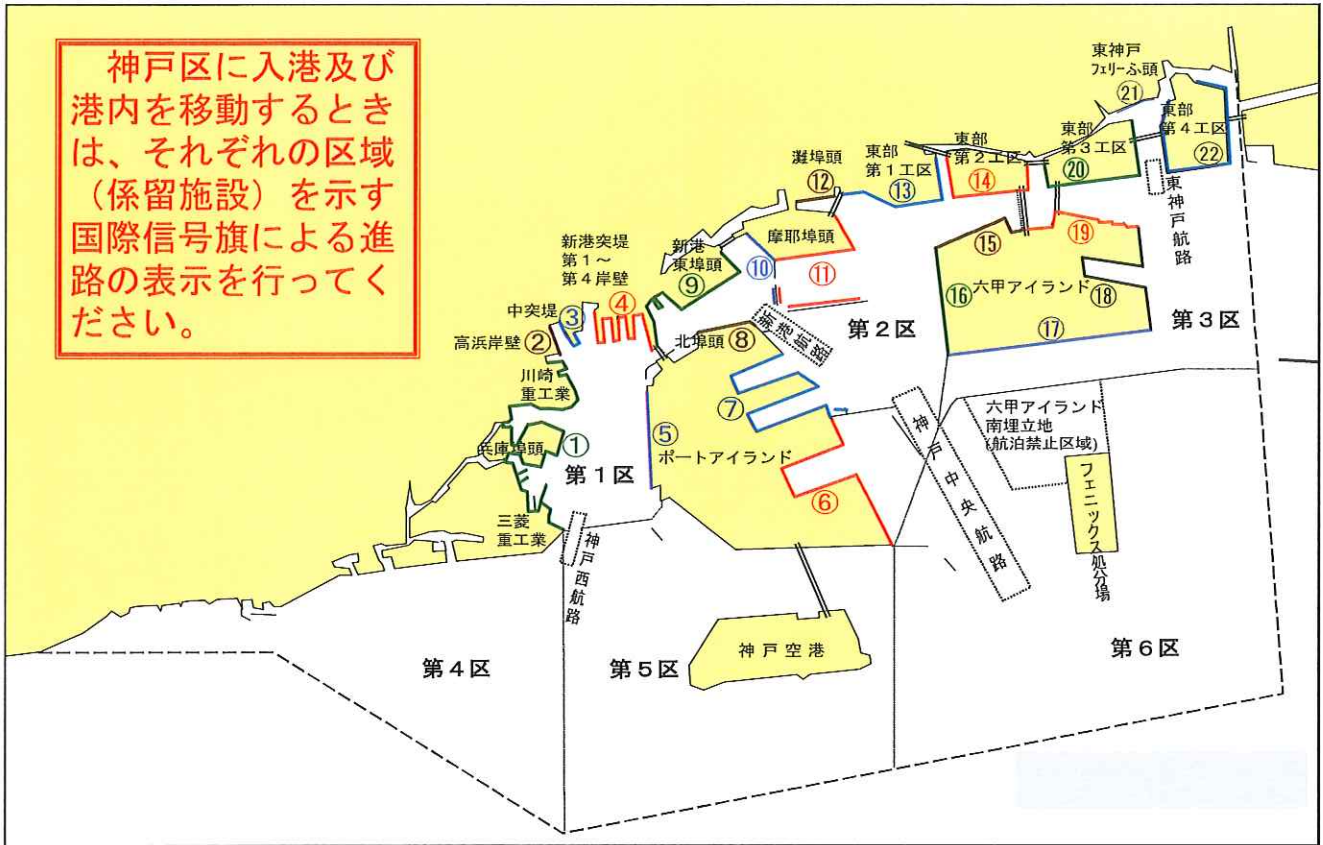 神戸区に入港及び
港内を移動するとき
は、それぞれの区域
(係留施設)を示す
国際信号旗による進
路の表示を行ってく
ださい。
東神戸
フェリーふ頭
㉑
東部
第4工区
㉒
東部
第3工区
⑳
東神戸航路
東部
第2工区
⑭
東部
第1工区
⑬
灘埠頭
⑫
摩耶埠頭
⑪
⑩
新港
東埠頭
⑨
新港突堤
第1~
第4岸壁
④
中突堤
③
高浜岸壁
②
川崎
重工業
兵庫埠頭
①
三菱
重工業
神戸西航路
第1区
⑤
ポートアイランド
北埠頭
⑧
⑦
⑥
新港航路
第2区
神戸中央航路
⑮
⑯
六甲アイランド
⑰
⑱
⑲
第3区
六甲アイランド
南埋立地
(航泊禁止区域)
フェニックス処分場
第4区
第5区
神戸空港
第6区